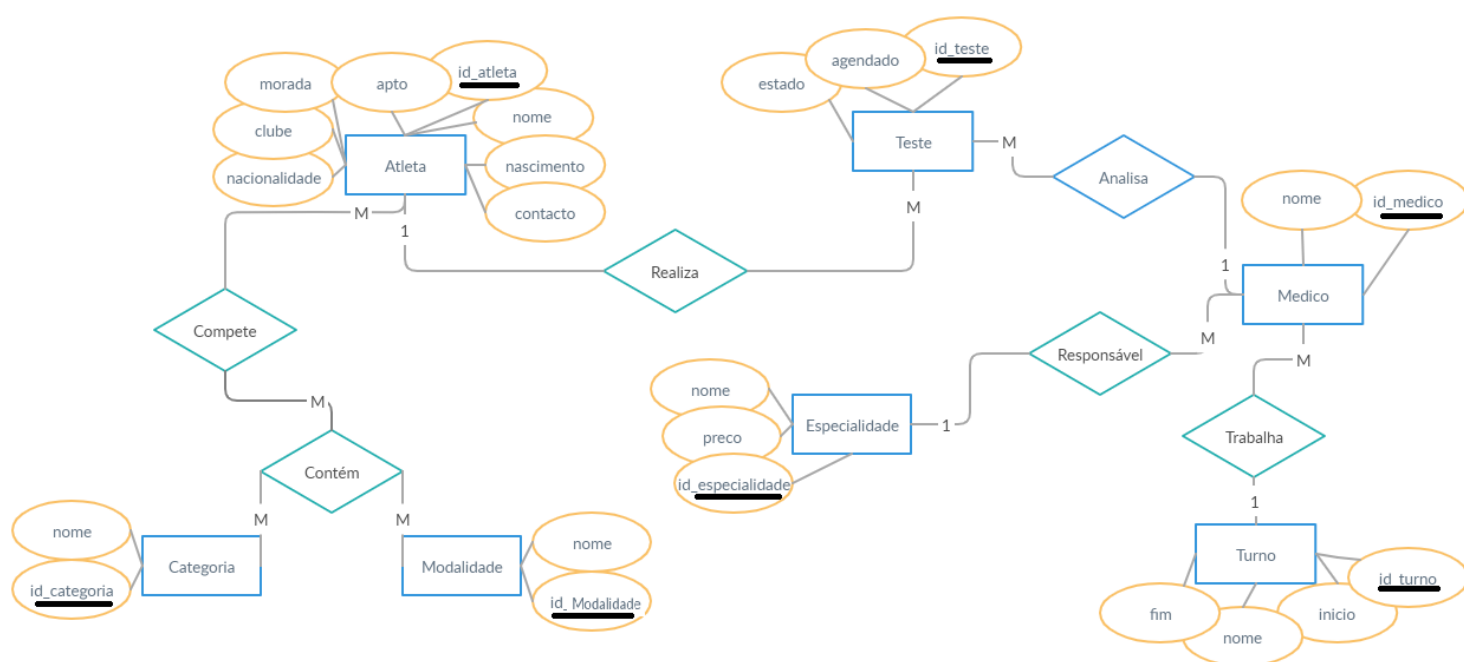 id_teste
agendado
estado
id_atleta
apto
morada
nome
clube
nascimento
nacionalidade
contacto
Atleta
Teste
M
Analisa
M
M
1
Realiza
nome
id_medico
1
Medico
Compete
Responsável
M
M
M
nome
preco
id_especialidade
Especialidade
1
Trabalha
Contém
M
M
1
nome
id_categoria
Categoria
Modalidade
nome
id_Modalidade
Turno
id_turno
fim
nome
inicio